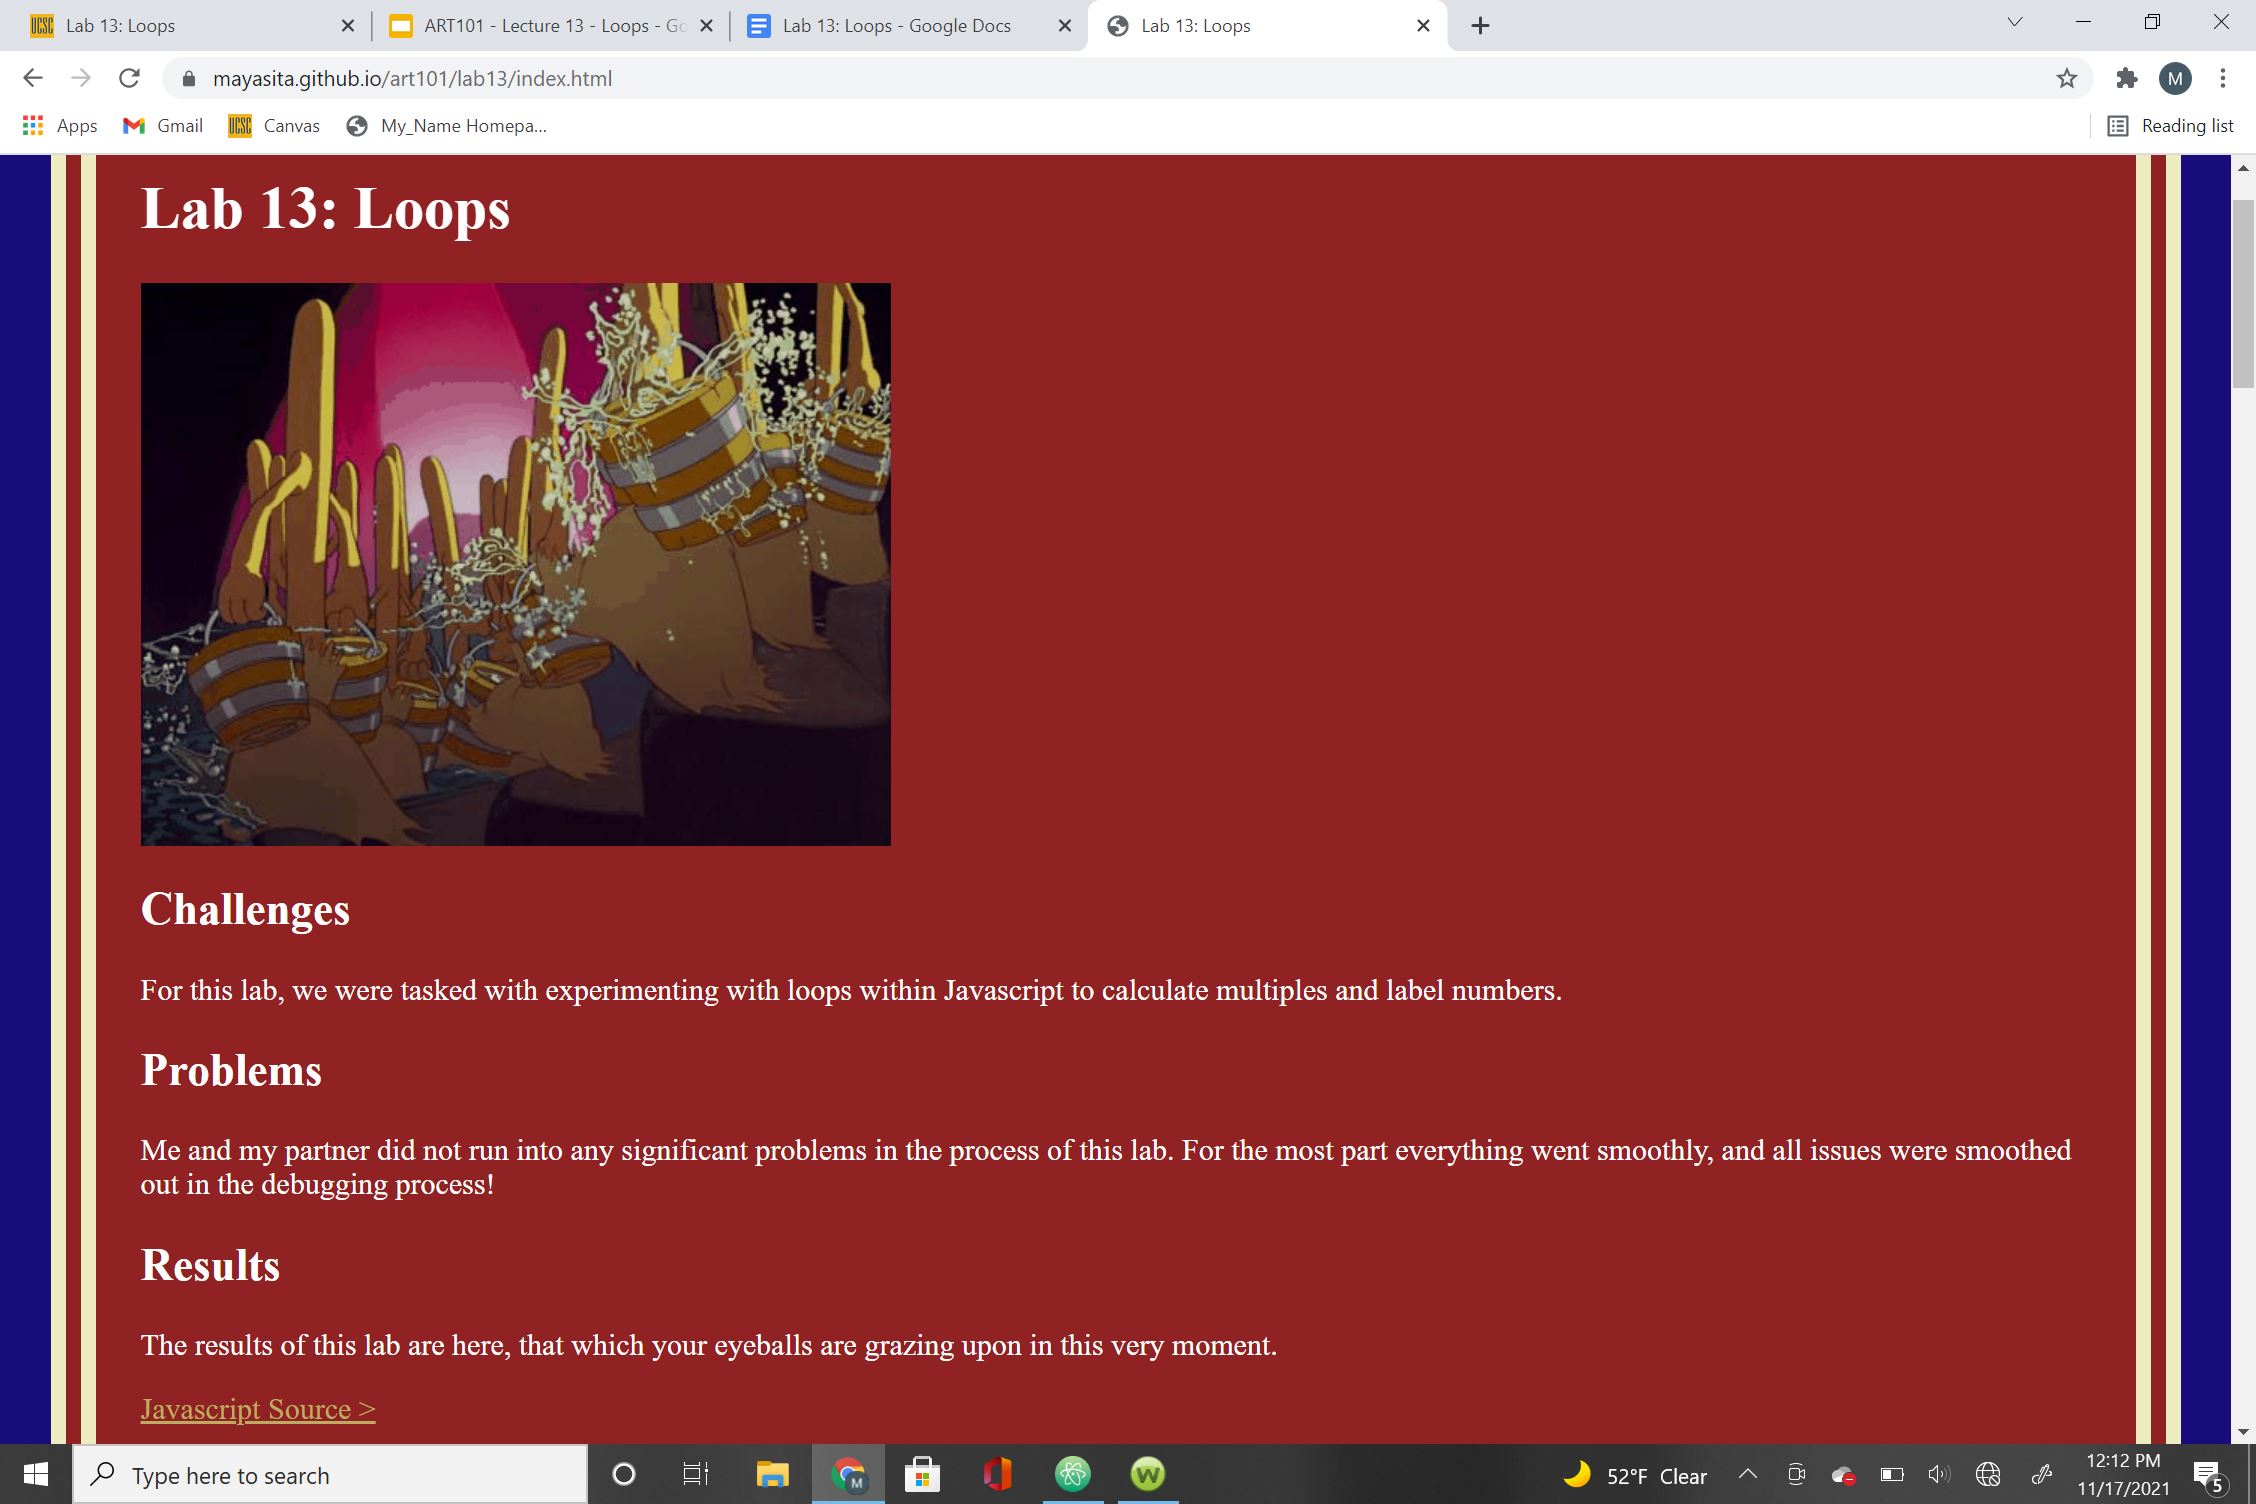 Lab 13: Loops
ART101 - Lecture 13 - Loops - Go
Lab 13: Loops - Google Docs
Lab 13: Loops
mayasita.github.io/art101/lab13/index.html
M
Apps
Gmail
UCSC
Canvas
My_Name Homepa...
Reading list
Lab 13: Loops
Challenges
For this lab, we were tasked with experimenting with loops within Javascript to calculate multiples and label numbers.
Problems
Me and my partner did not run into any significant problems in the process of this lab. For the most part everything went smoothly, and all issues were smoothed
out in the debugging process!
Results
The results of this lab are here, that which your eyeballs are grazing upon in this very moment.
Javascript Source >
Type here to search
M
W
52°F Clear
12:12 PM
11/17/2021
5